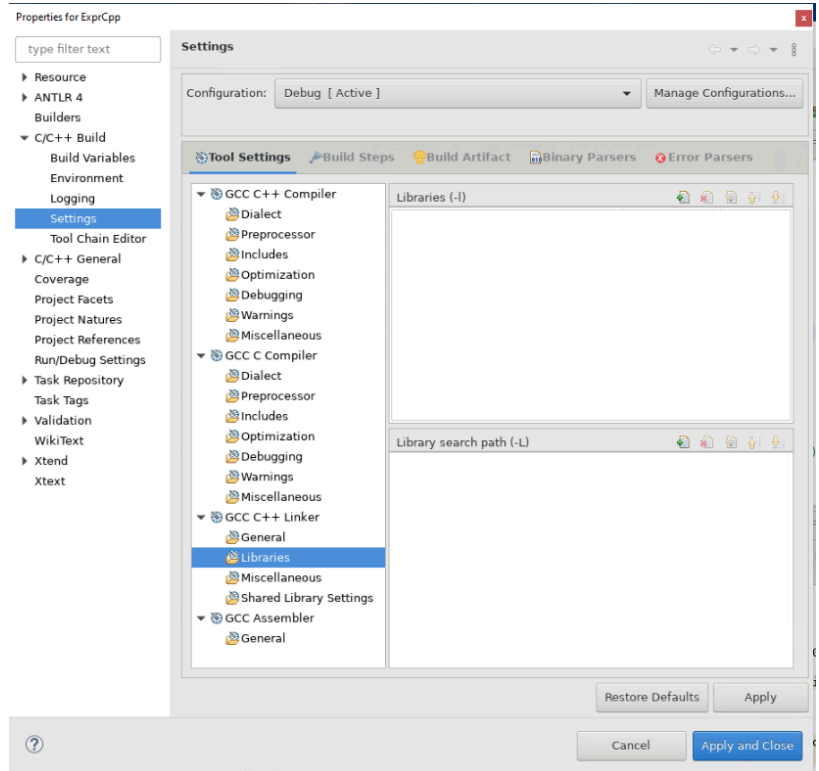 Properties for ExprCpp
x
type filter text
Resource
ANTLR 4
Builders
C/C++ Build
Build Variables
Environment
Logging
Settings
Tool Chain Editor
C/C++ General
Coverage
Project Facets
Project Natures
Project References
Run/Debug Settings
Task Repository
Task Tags
Validation
WikiText
Xtend
Xtext
Settings
Configuration: Debug [ Active ] Manage Configurations...
Tool Settings Build Steps Build Artifact Binary Parsers Error Parsers
GCC C++ Compiler
Dialect
Preprocessor
Includes
Optimization
Debugging
Warnings
Miscellaneous
GCC C Compiler
Dialect
Preprocessor
Includes
Optimization
Debugging
Warnings
Miscellaneous
GCC C++ Linker
General
Libraries
Miscellaneous
Shared Library Settings
GCC Assembler
General
Libraries (-l)
Library search path (-L)
Restore Defaults Apply
? Cancel Apply and Close